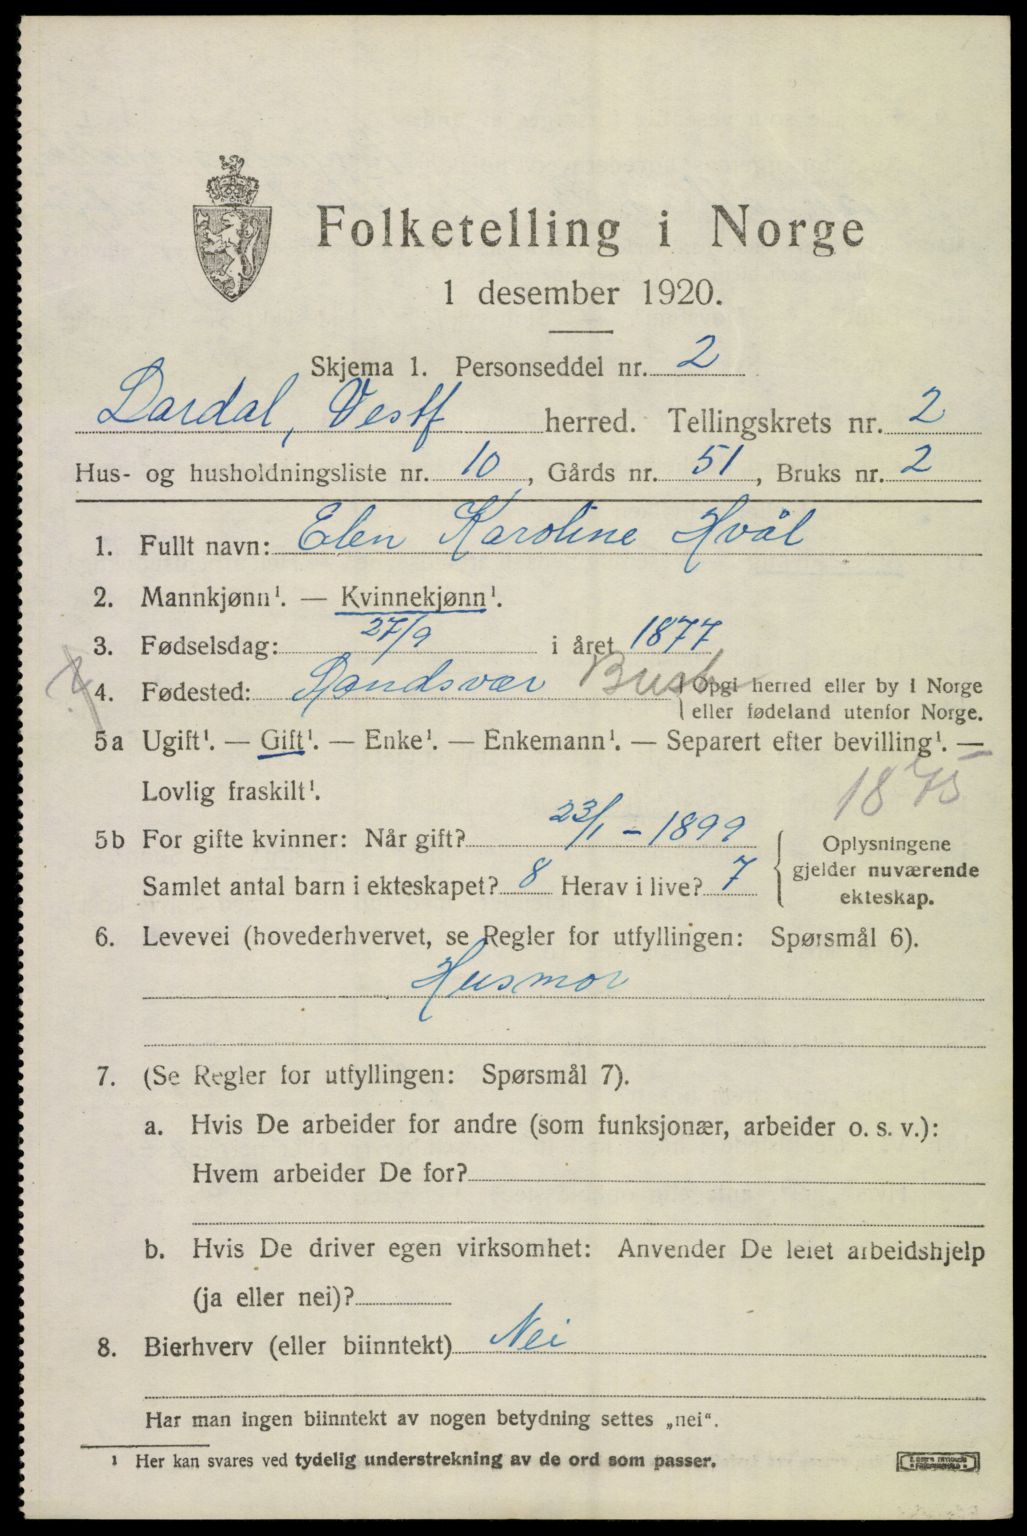 Folketelling i Norge
1 desember 1920.
Skjema 1. Personseddel nr. 2
Lardal, Vestf herred. Tellingskrets nr. 2
Hus- og husholdningsliste nr. 10, Gårds nr. 51, Bruks nr. 2
1. Fullt navn: Elen Karoline Hvål
2. Mannkjønn¹. — Kvinnekjønn¹.
3. Fødselsdag: 27/9 i året 1877
4. Fødested: Sandsvær Busk (Opgi herred eller by i Norge
eller fødeland utenfor Norge.
5a Ugift¹. — Gift¹. — Enke¹. — Enkemann¹. — Separert efter bevilling¹. —
Lovlig fraskilt¹.
1875
5b For gifte kvinner: Når gift? 23/1 - 1899
Samlet antal barn i ekteskapet? 8 Herav i live? 7
Oplysningene
gjelder nuværende
ekteskap.
6. Levevei (hovederhvervet, se Regler for utfyllingen: Spørsmål 6).
Husmor
7. (Se Regler for utfyllingen: Spørsmål 7).
a. Hvis De arbeider for andre (som funksjonær, arbeider o. s. v.):
Hvem arbeider De for?
b. Hvis De driver egen virksomhet: Anvender De leiet arbeidshjelp
(ja eller nei)?
8. Bierhverv (eller biinntekt) Nei
Har man ingen biinntekt av nogen betydning settes „nei“.
¹ Her kan svares ved tydelig understrekning av de ord som passer.